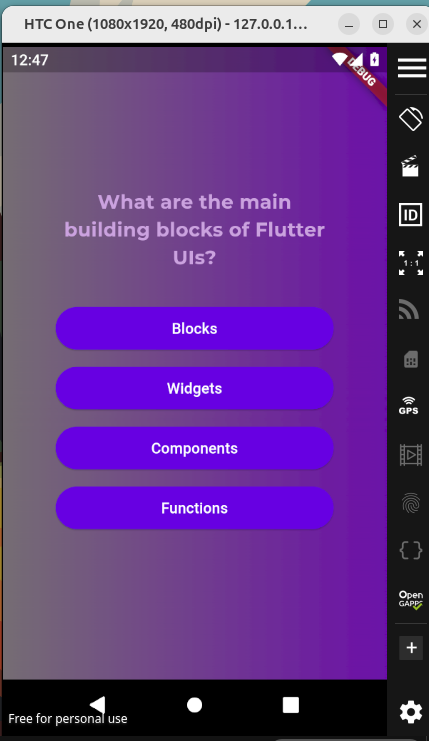 HTC One (1080x1920, 480dpi) - 127.0.0.1...
12:47
DEBUG
ID
What are the main
building blocks of Flutter
UIs?
1:1
Blocks
Widgets
GPS
Components
Functions
{}
Open
GAPPS
Free for personal use